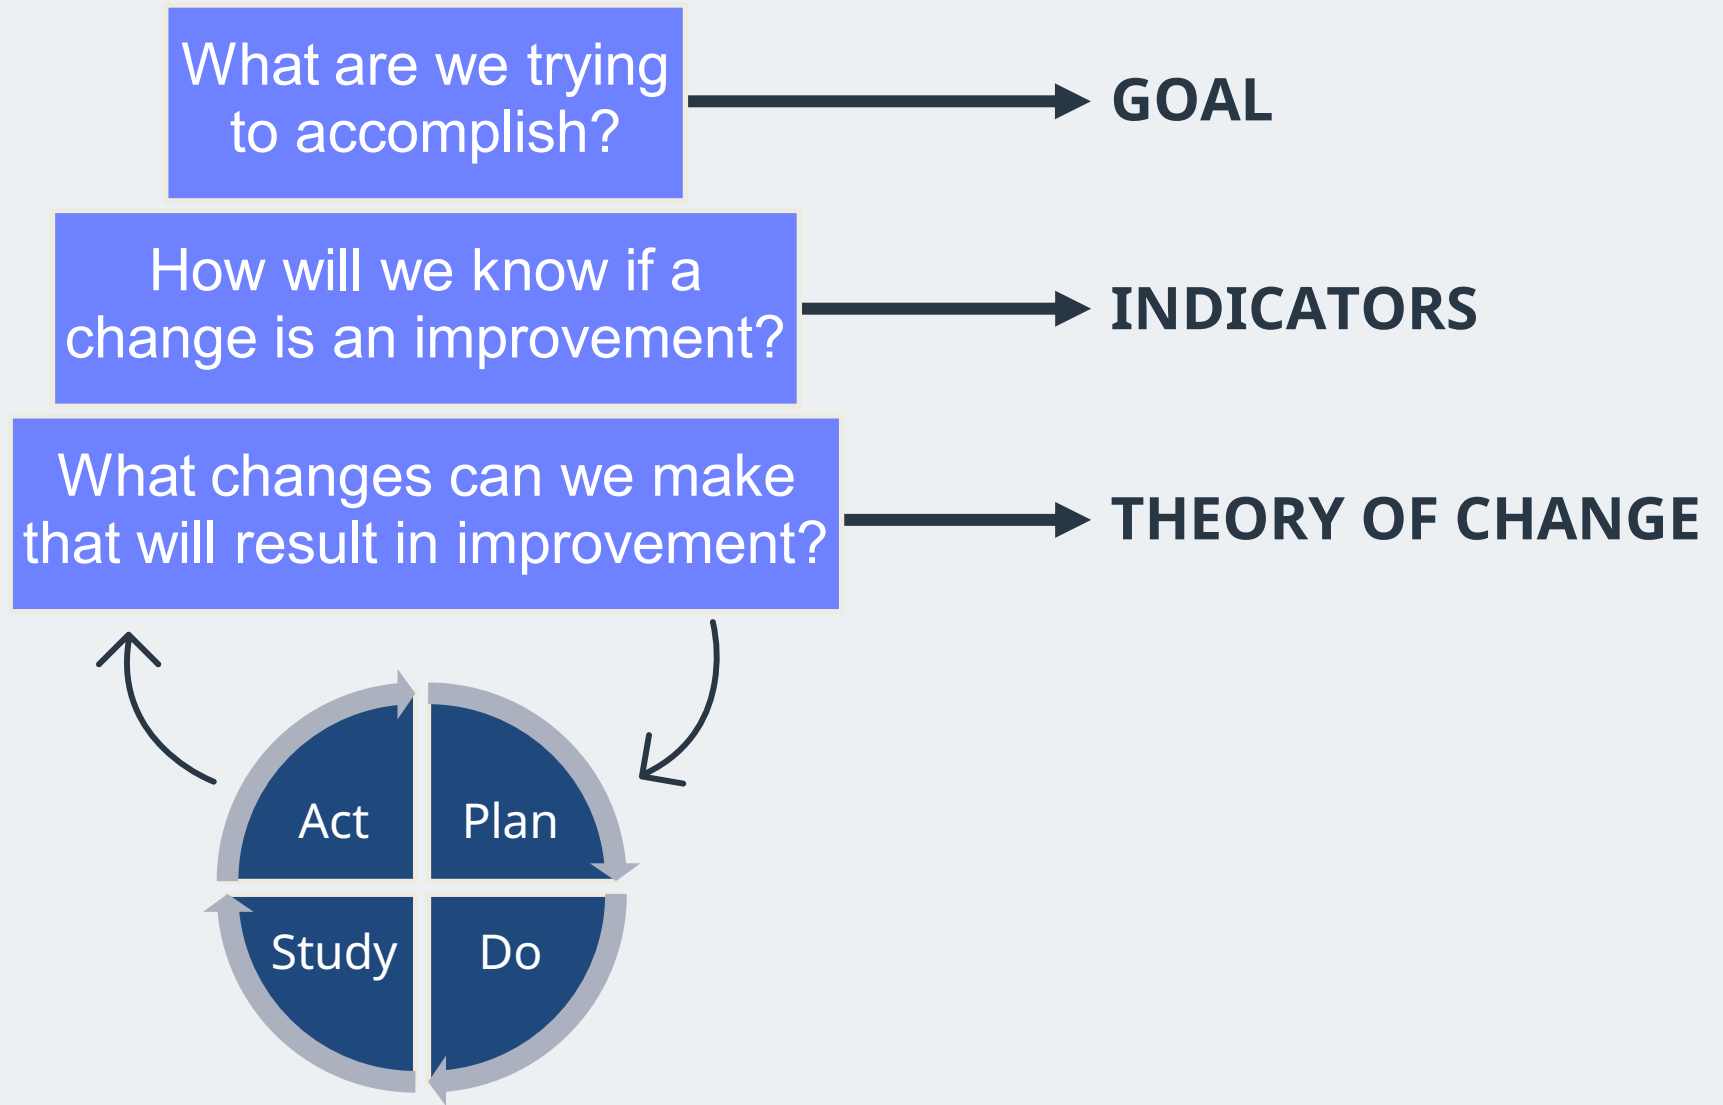 What are we trying
to accomplish?
GOAL
How will we know if a
change is an improvement?
INDICATORS
What changes can we make
that will result in improvement?
THEORY OF CHANGE
Act
Plan
Study
Do